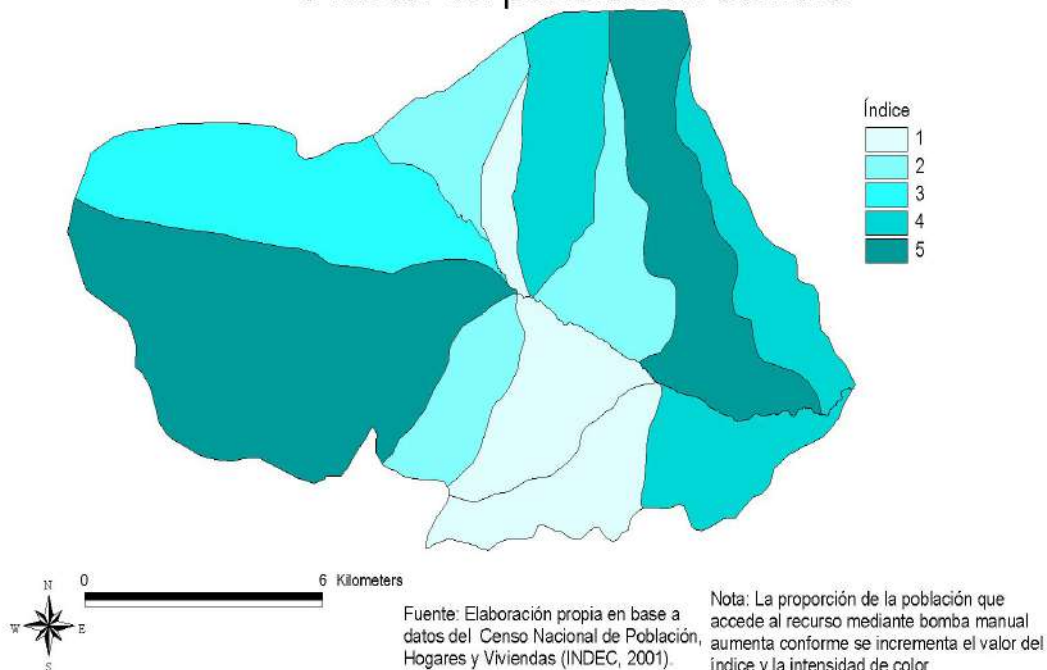 Índice
1
2
3
4
5
N
W E
S
0 6 Kilometers
Fuente: Elaboración propia en base a
datos del Censo Nacional de Población,
Hogares y Viviendas (INDEC, 2001).
Nota: La proporción de la población que
accede al recurso mediante bomba manual
aumenta conforme se incrementa el valor del
índice y la intensidad de color